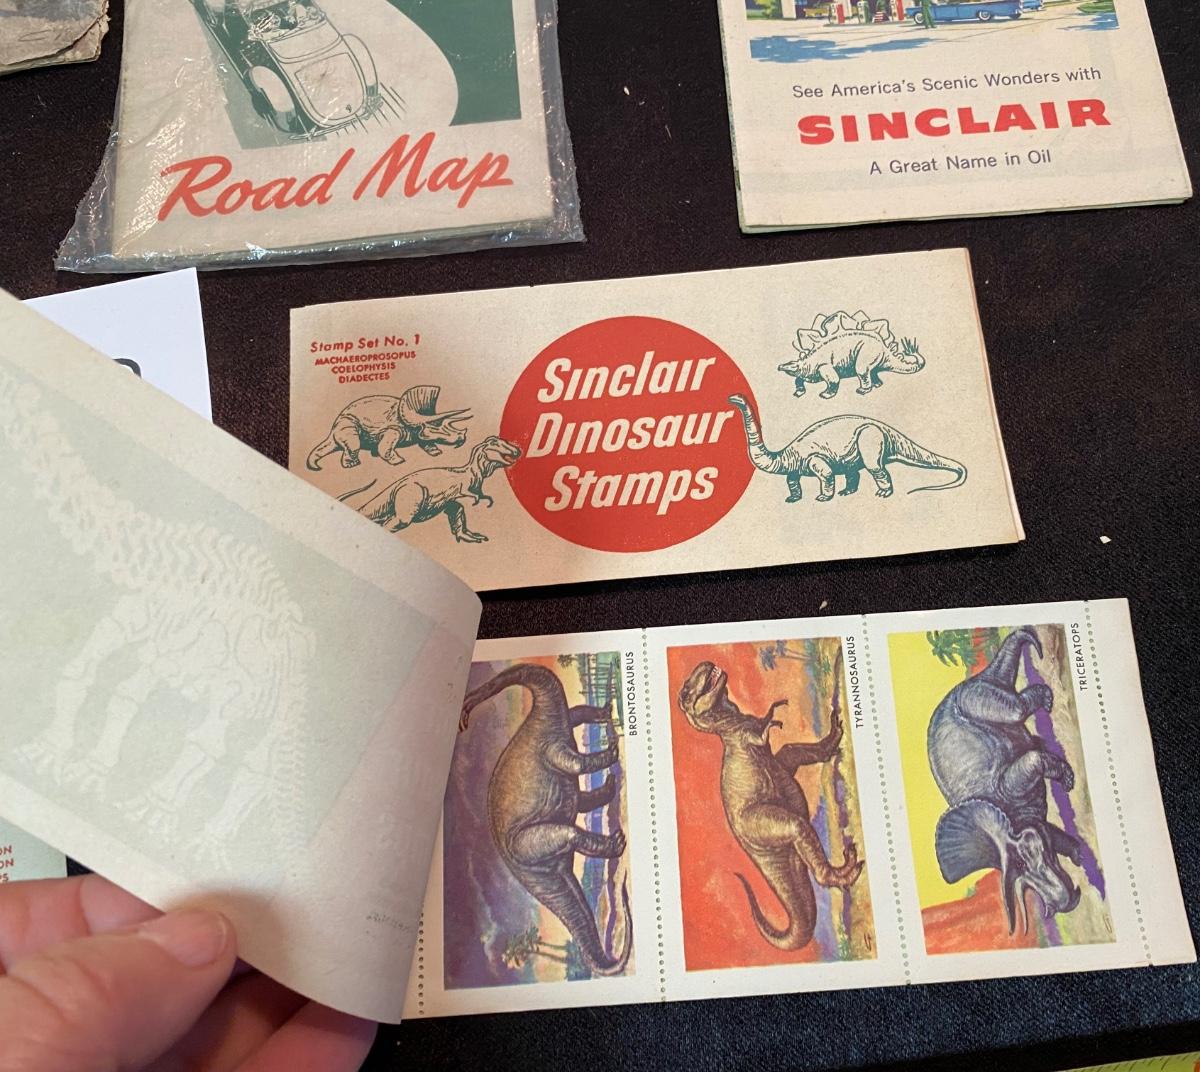 Road Map
See America's Scenic Wonders with
SINCLAIR
A Great Name in Oil
Stamp Set No. 1
MACHAEROPROSOPUS
COELOPHYSIS
DIADECTES
Sinclair
Dinosaur
Stamps
BRONTOSAURUS
TYRANNOSAURUS
TRICERATOPS